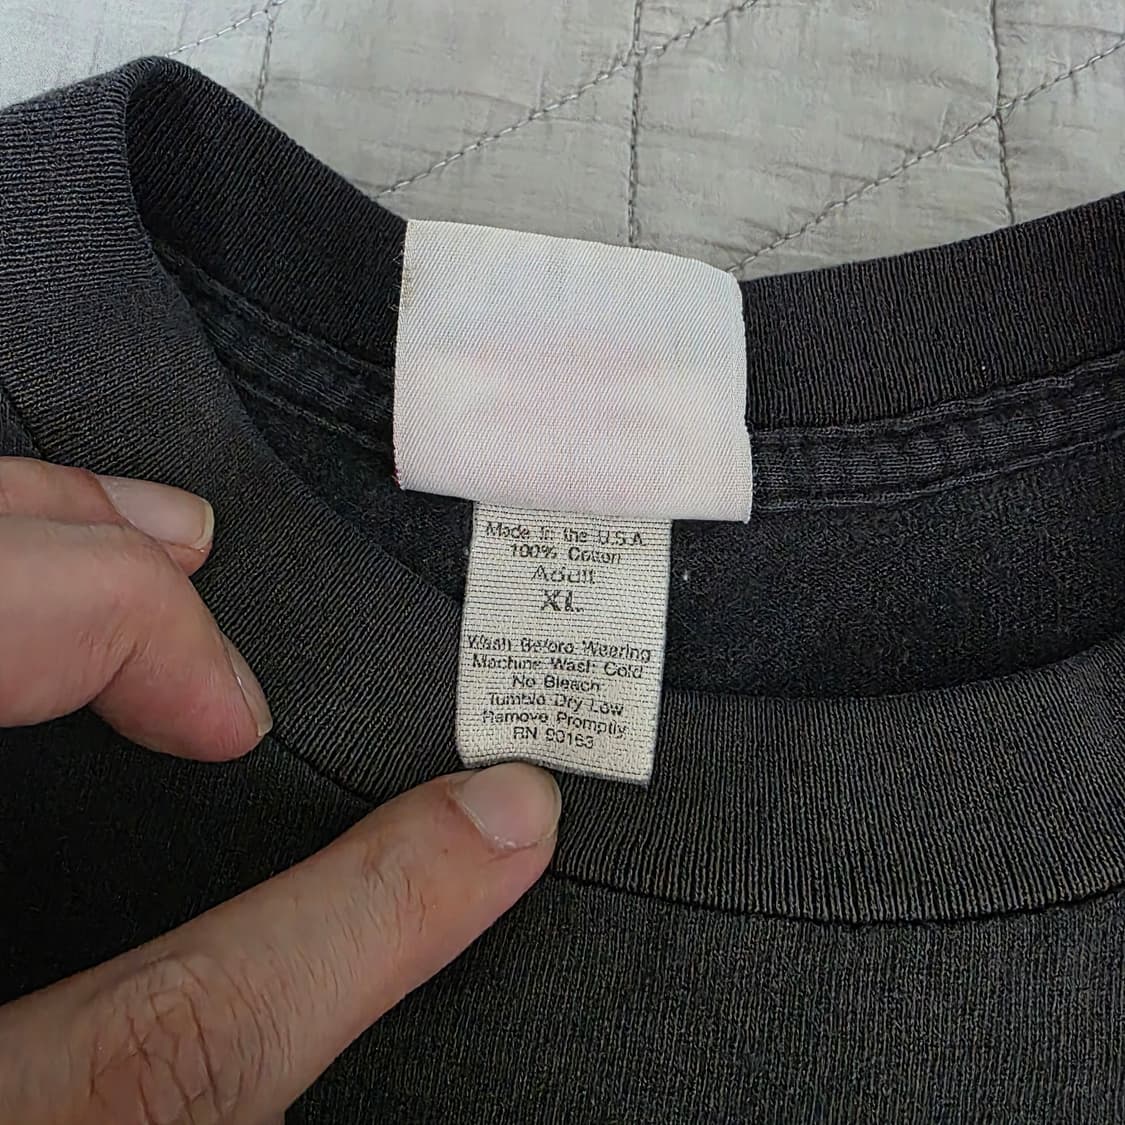 Made In the U.S.A.
100% Cotton
Adult
XL
Wash Before Wearing
Machine Wash Cold
No Bleach
Tumble Dry Low
Remove Promptly
RN 93163